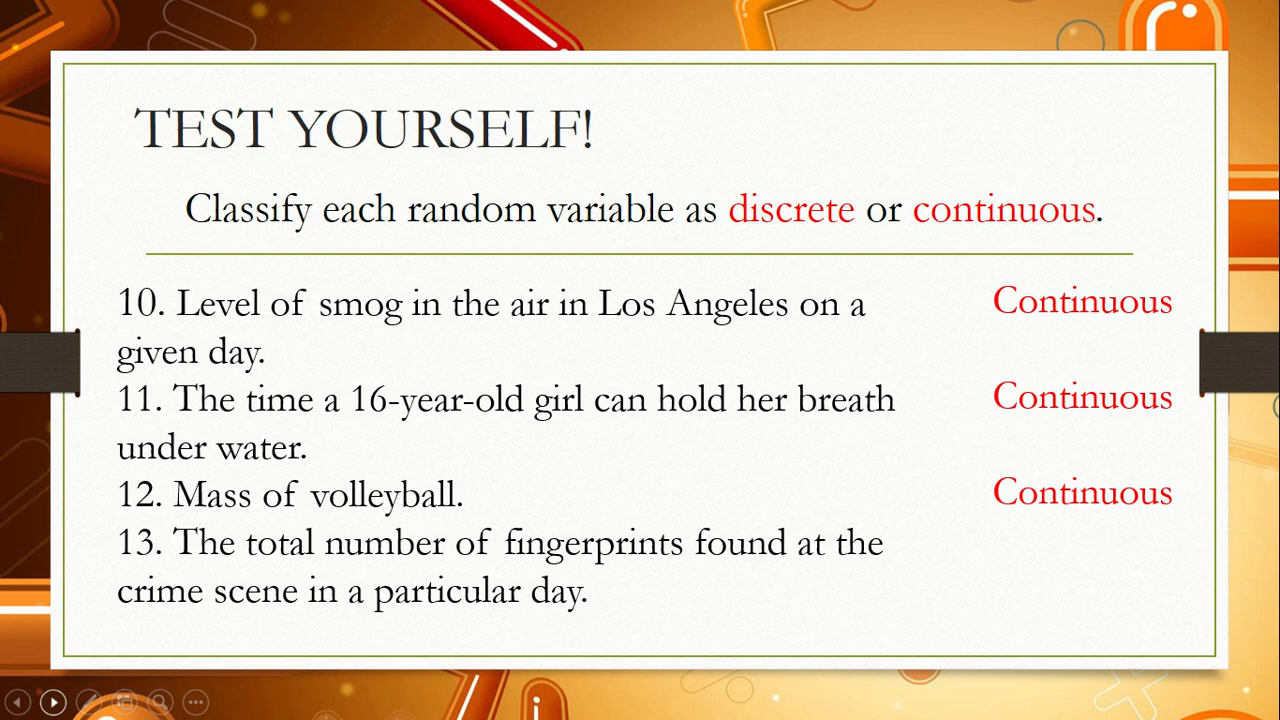 TEST YOURSELF!
Classify each random variable as discrete or continuous.
10. Level of smog in the air in Los Angeles on a
given day.
Continuous
11. The time a 16-year-old girl can hold her breath
under water.
Continuous
12. Mass of volleyball.
Continuous
13. The total number of fingerprints found at the
crime scene in a particular day.